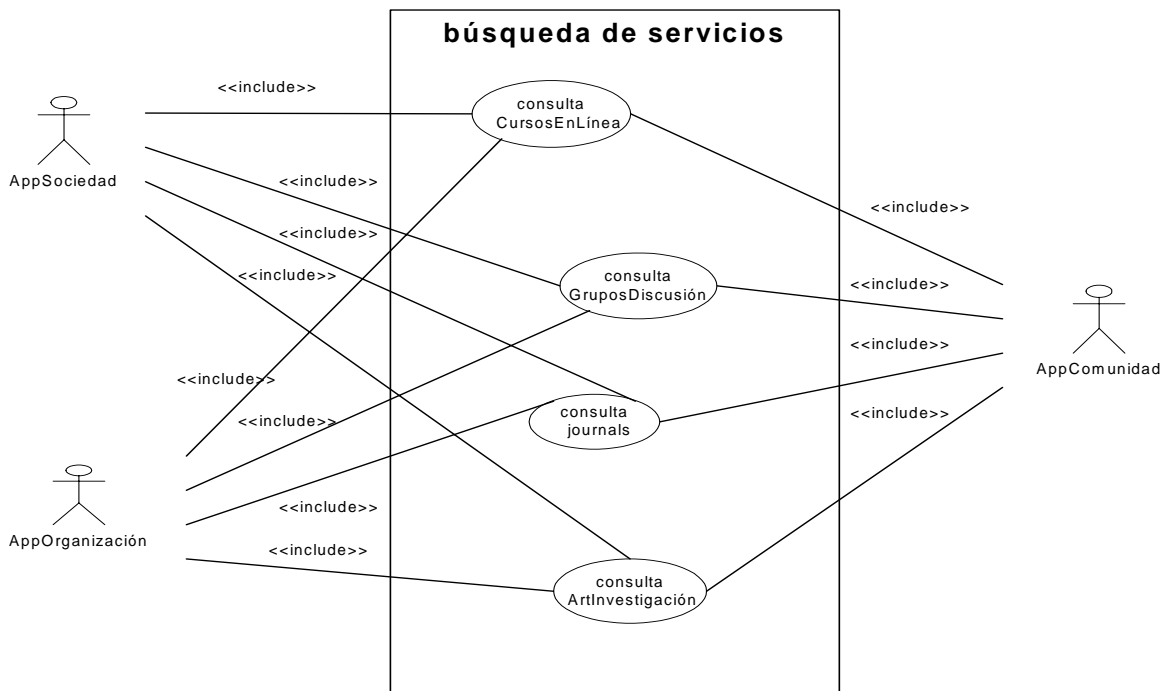 búsqueda de servicios
<<include>>
consulta
CursosEnLínea
AppSociedad
<<include>>
<<include>>
<<include>>
<<include>>
consulta
GruposDiscusión
<<include>>
<<include>>
AppComunidad
<<include>>
<<include>>
consulta
journals
<<include>>
<<include>>
AppOrganización
<<include>>
consulta
ArtInvestigación